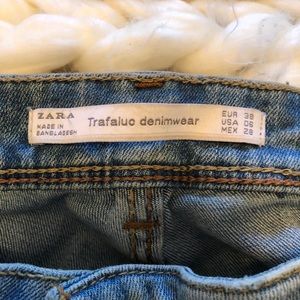 ZARA
MADE IN
BANGLADESH
Trafaluc denimwear
EUR 38
USA 06
MEX 28